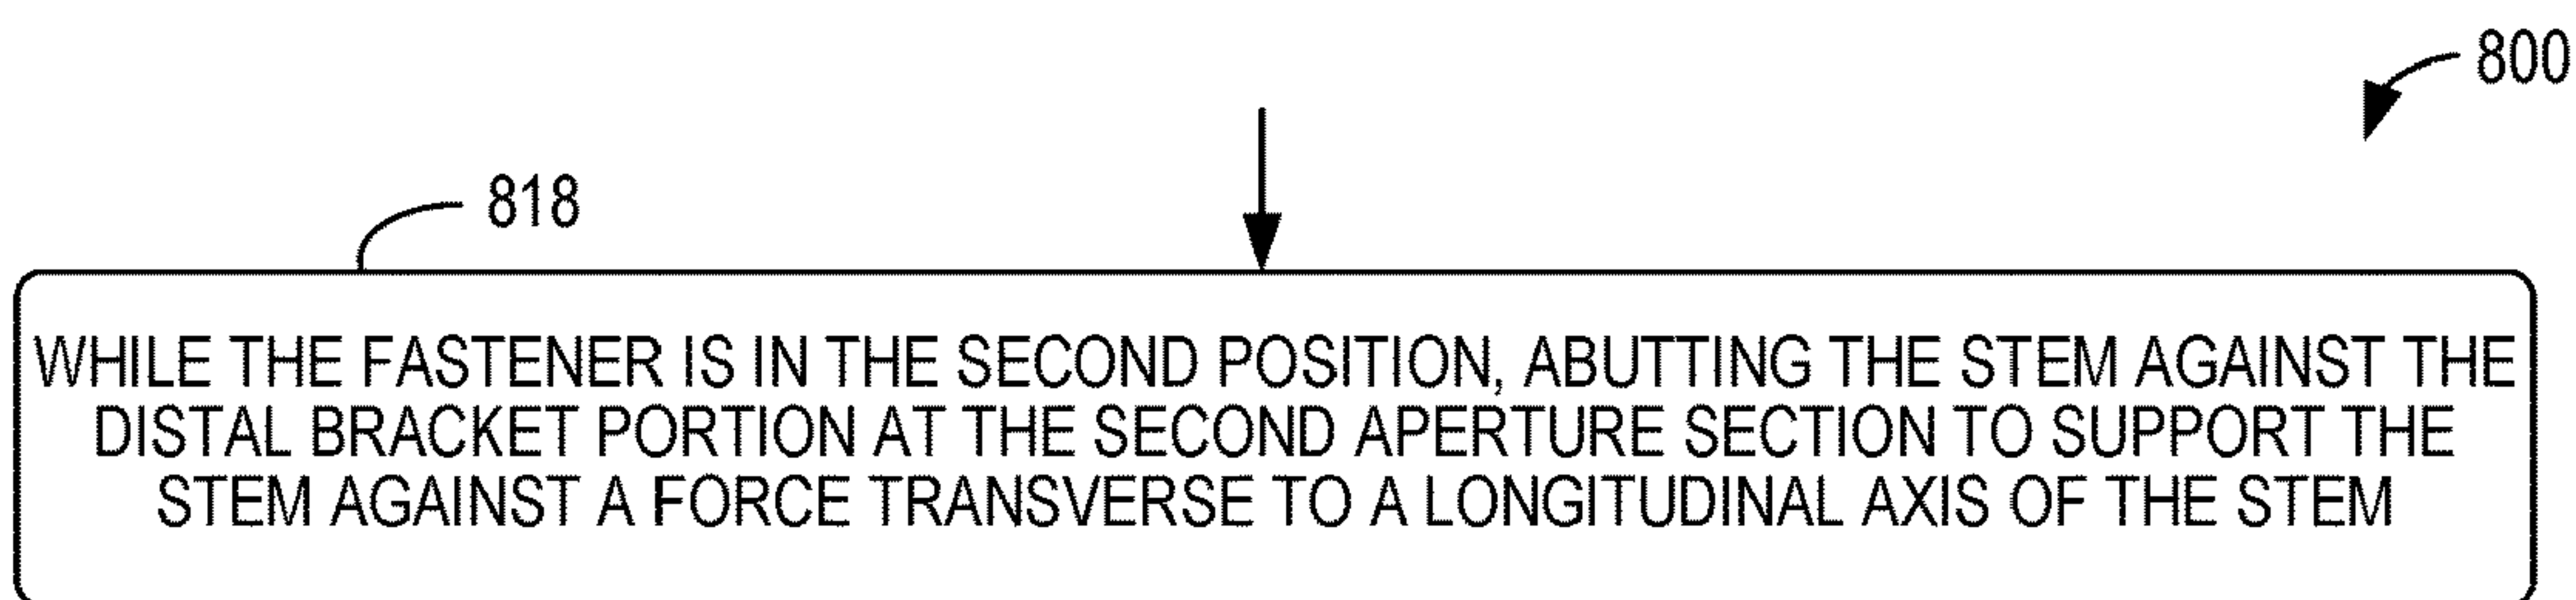 800
818
WHILE THE FASTENER IS IN THE SECOND POSITION, ABUTTING THE STEM AGAINST THE
DISTAL BRACKET PORTION AT THE SECOND APERTURE SECTION TO SUPPORT THE
STEM AGAINST A FORCE TRANSVERSE TO A LONGITUDINAL AXIS OF THE STEM